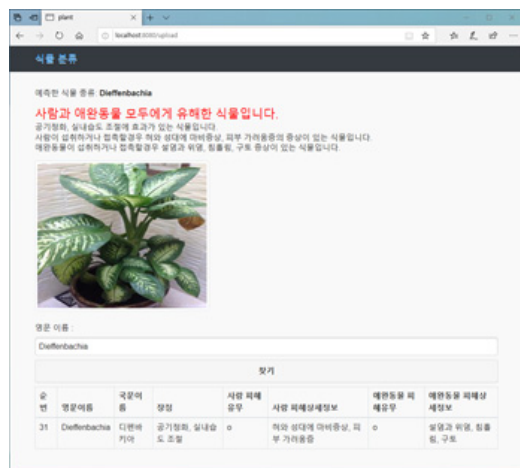 plant
localhost:8080/upload
식물 분류
예측한 식물 종류: Dieffenbachia
사람과 애완동물 모두에게 유해한 식물입니다.
공기정화, 실내습도 조절에 효과가 있는 식물입니다.
사람이 섭취하거나 접촉할경우 혀와 성대에 마비증상, 피부 가려움증의 증상이 있는 식물입니다.
애완동물이 섭취하거나 접촉할경우 설염과 위염, 침흘림, 구토 증상이 있는 식물입니다.
영문 이름 :
Dieffenbachia
찾기
순번 영문이름 국문이름 장점 사람 피해유무 사람 피해상세정보 애완동물 피해유무 애완동물 피해상세정보
31 Dieffenbachia 디펜바키아 공기정화, 실내습도 조절 o 혀와 성대에 마비증상, 피부 가려움증 o 설염과 위염, 침흘림, 구토